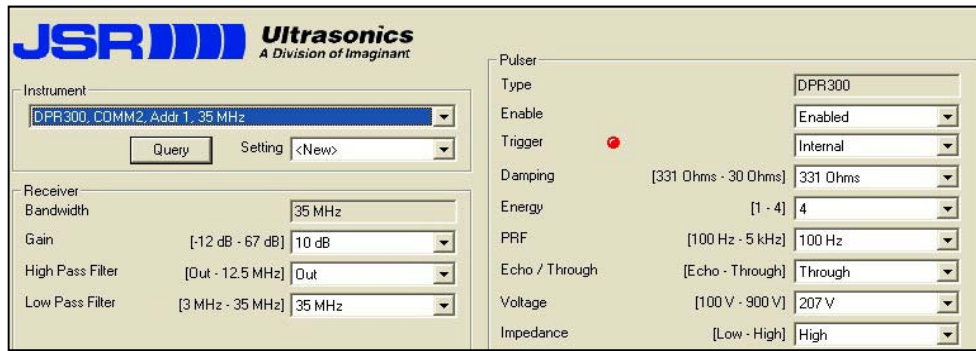 JSR Ultrasonics
A Division of Imaginant
Instrument
DPR300, COMM2, Addr 1, 35 MHz
Query Setting <New>
Receiver
Bandwidth 35 MHz
Gain [-12 dB - 67 dB] 10 dB
High Pass Filter [Out - 12.5 MHz] Out
Low Pass Filter [3 MHz - 35 MHz] 35 MHz
Pulser
Type DPR300
Enable Enabled
Trigger Internal
Damping [331 Ohms - 30 Ohms] 331 Ohms
Energy [1 - 4] 4
PRF [100 Hz - 5 kHz] 100 Hz
Echo / Through [Echo - Through] Through
Voltage [100 V - 900 V] 207 V
Impedance [Low - High] High